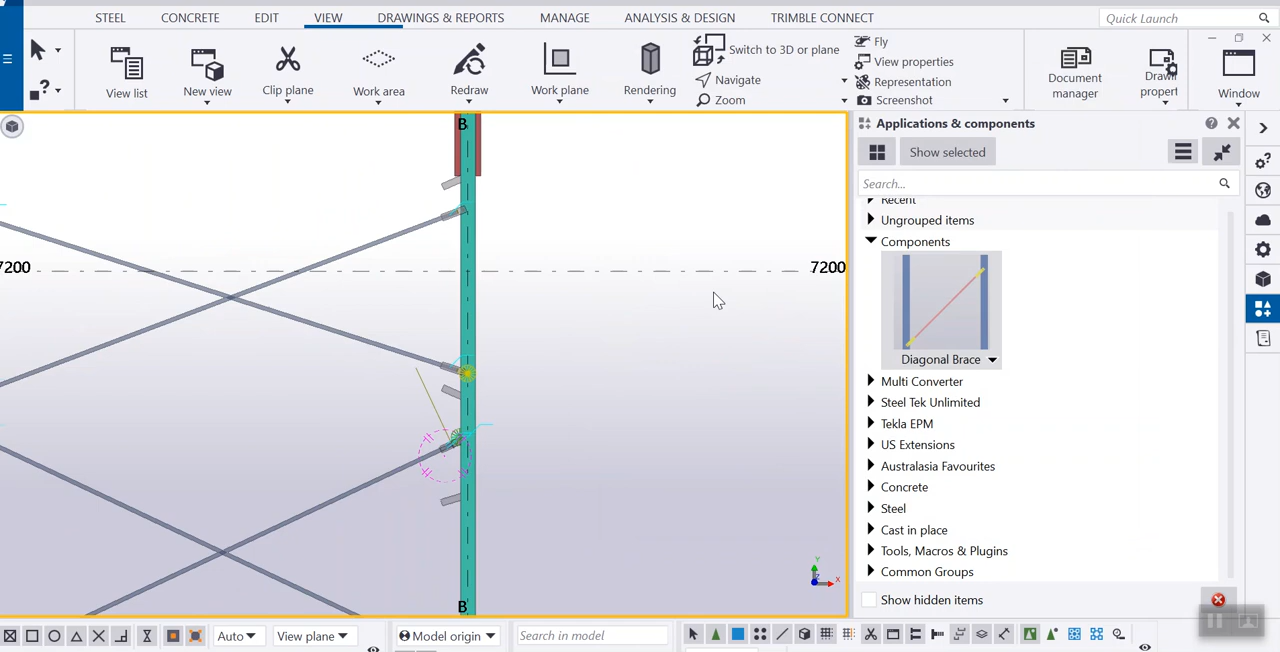 STEEL CONCRETE EDIT VIEW DRAWINGS & REPORTS MANAGE ANALYSIS & DESIGN TRIMBLE CONNECT Quick Launch
View list
New view
Clip plane
Work area
Redraw
Work plane
Rendering
Switch to 3D or plane
Navigate
Zoom
Fly
View properties
Representation
Screenshot
Document
manager
Drawi
propert
Window
Applications & components
Show selected
Search...
Recent
Ungrouped items
Components
Diagonal Brace
Multi Converter
Steel Tek Unlimited
Tekla EPM
US Extensions
Australasia Favourites
Concrete
Steel
Cast in place
Tools, Macros & Plugins
Common Groups
Show hidden items
B
7200 7200
B
Y
X
Auto View plane Model origin Search in model